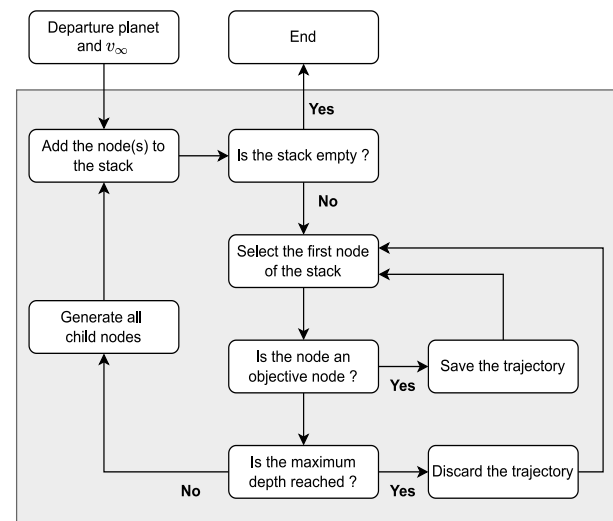 Departure planet
and v∞
End
Yes
Add the node(s) to
the stack
Is the stack empty ?
No
Select the first node
of the stack
Generate all
child nodes
Is the node an
objective node ?
Yes
Save the trajectory
Is the maximum
depth reached ?
No
Yes
Discard the trajectory